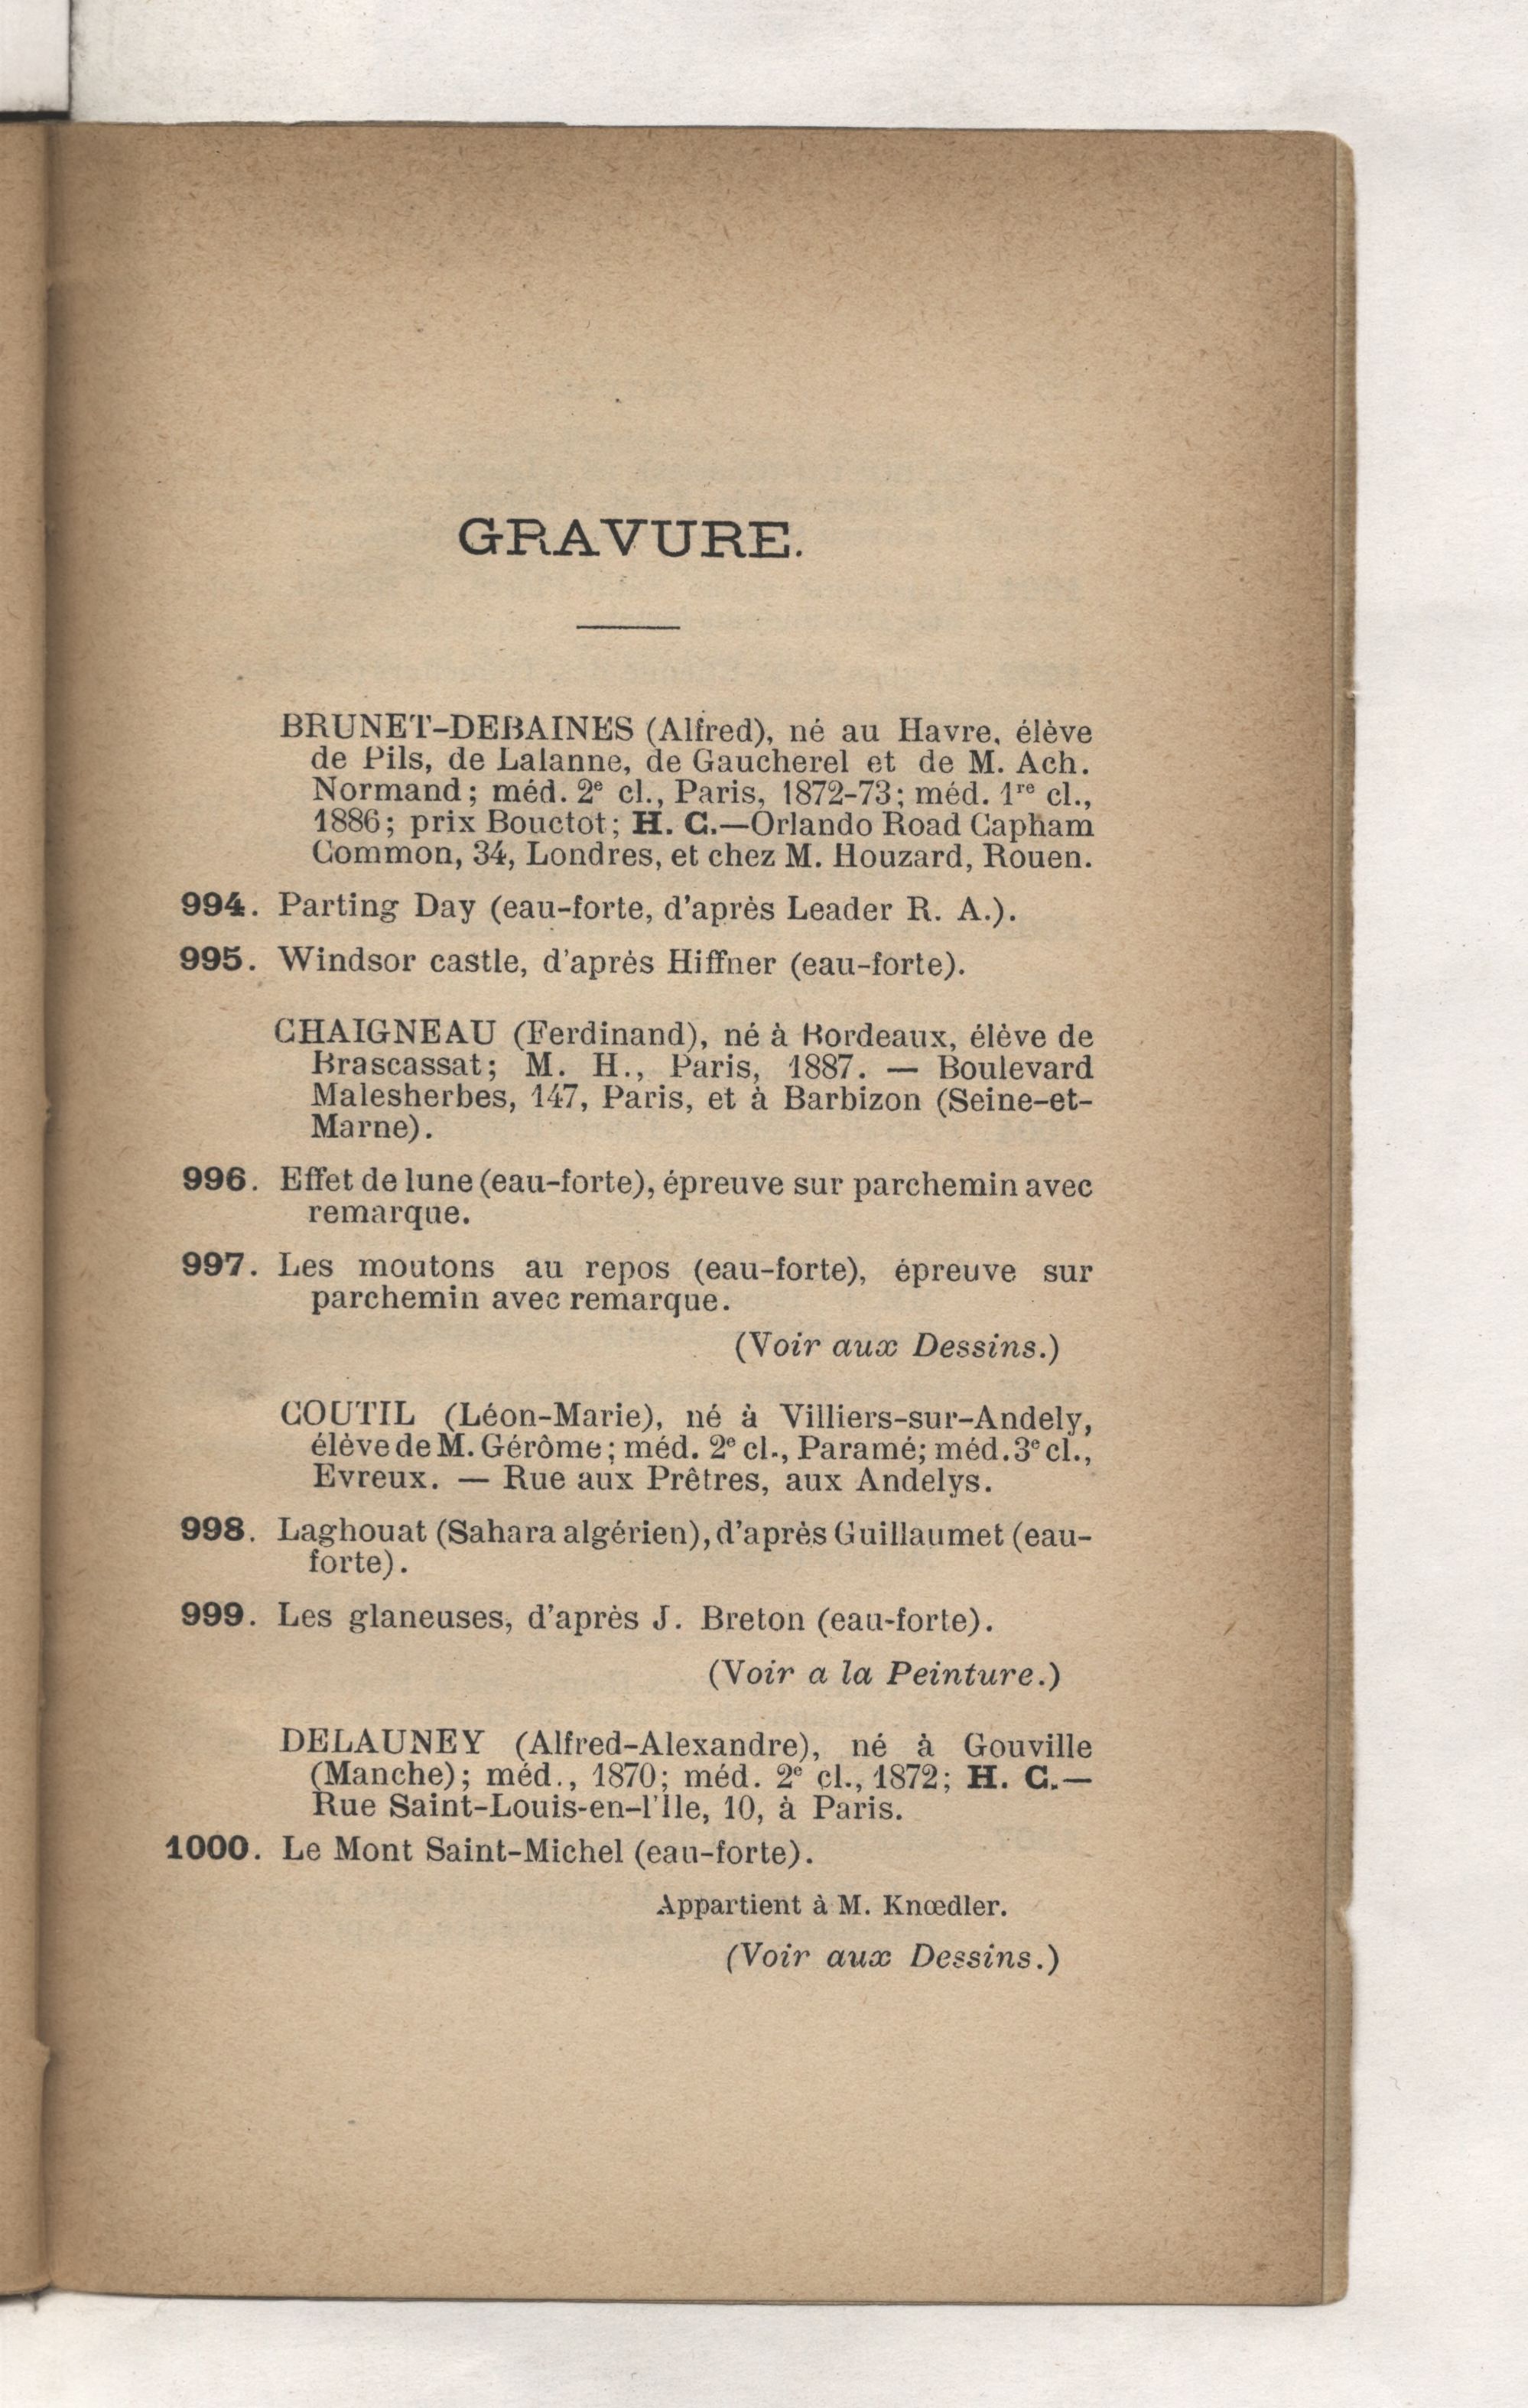 GRAVURE.
BRUNET-DEBAINES (Alfred), né au Havre, élève
de Pils, de Lalanne, de Gaucherel et de M. Ach.
Normand; méd. 2e cl., Paris, 1872-73; méd. 1re cl.,
1886; prix Bouctot; H. C.—Orlando Road Capham
Common, 34, Londres, et chez M. Houzard, Rouen.
994. Parting Day (eau-forte, d'après Leader R. A.).
995. Windsor castle, d'après Hiffner (eau-forte).
CHAIGNEAU (Ferdinand), né à Bordeaux, élève de
Brascassat; M. H., Paris, 1887. — Boulevard
Malesherbes, 147, Paris, et à Barbizon (Seine-et-
Marne).
996. Effet de lune (eau-forte), épreuve sur parchemin avec
remarque.
997. Les moutons au repos (eau-forte), épreuve sur
parchemin avec remarque.
(Voir aux Dessins.)
COUTIL (Léon-Marie), né à Villiers-sur-Andely,
élève de M. Gérôme; méd. 2e cl., Paramé; méd. 3e cl.,
Evreux. — Rue aux Prêtres, aux Andelys.
998. Laghouat (Sahara algérien), d'après Guillaumet (eau-
forte).
999. Les glaneuses, d'après J. Breton (eau-forte).
(Voir a la Peinture.)
DELAUNEY (Alfred-Alexandre), né à Gouville
(Manche); méd., 1870; méd. 2e cl., 1872; H. C.—
Rue Saint-Louis-en-l'Ile, 10, à Paris.
1000. Le Mont Saint-Michel (eau-forte).
Appartient à M. Knœdler.
(Voir aux Dessins.)